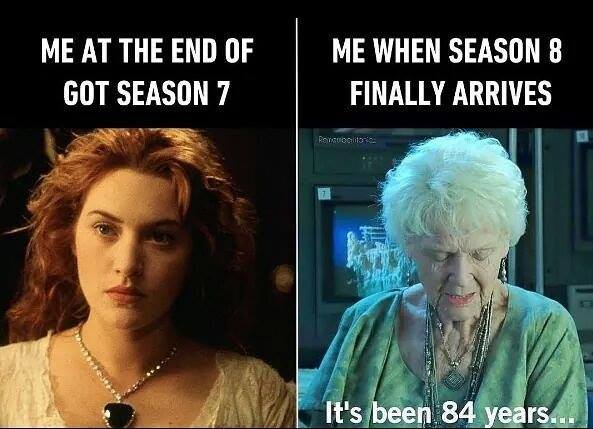 ME AT THE END OF
GOT SEASON 7
ME WHEN SEASON 8
FINALLY ARRIVES
It's been 84 years...